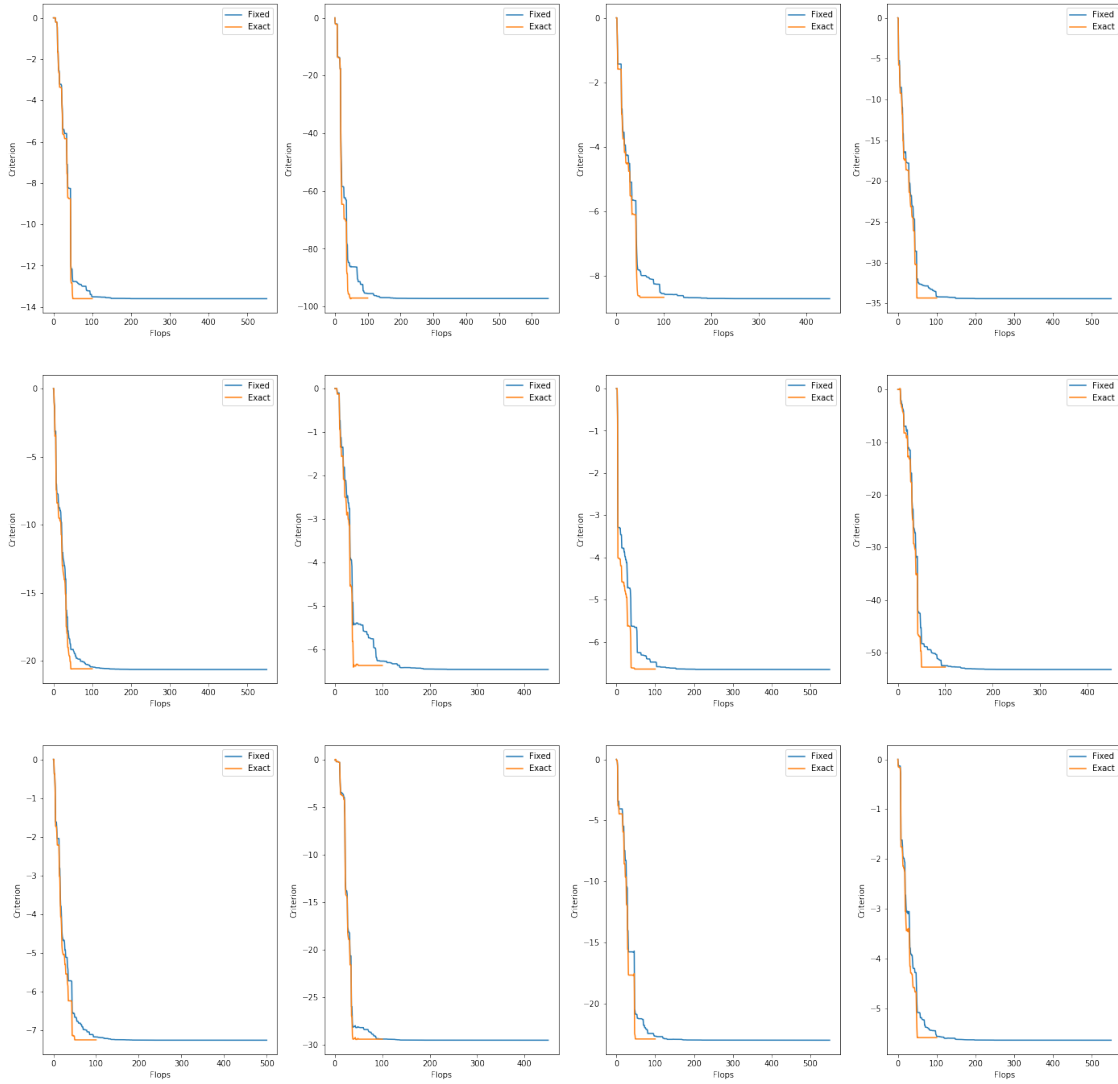 Fixed
Exact
0
−2
−4
−6
−8
−10
−12
−14
Criterion
0 100 200 300 400 500
Flops
Fixed
Exact
0
−20
−40
−60
−80
−100
Criterion
0 100 200 300 400 500 600
Flops
Fixed
Exact
0
−2
−4
−6
−8
Criterion
0 100 200 300 400
Flops
Fixed
Exact
0
−5
−10
−15
−20
−25
−30
−35
Criterion
0 100 200 300 400 500
Flops
Fixed
Exact
0
−5
−10
−15
−20
Criterion
0 100 200 300 400 500
Flops
Fixed
Exact
0
−1
−2
−3
−4
−5
−6
Criterion
0 100 200 300 400
Flops
Fixed
Exact
0
−1
−2
−3
−4
−5
−6
Criterion
0 100 200 300 400 500
Flops
Fixed
Exact
0
−10
−20
−30
−40
−50
Criterion
0 100 200 300 400
Flops
Fixed
Exact
0
−1
−2
−3
−4
−5
−6
−7
Criterion
0 100 200 300 400 500
Flops
Fixed
Exact
0
−5
−10
−15
−20
−25
−30
Criterion
0 100 200 300 400
Flops
Fixed
Exact
0
−5
−10
−15
−20
Criterion
0 100 200 300 400 500
Flops
Fixed
Exact
0
−1
−2
−3
−4
−5
Criterion
0 100 200 300 400 500
Flops